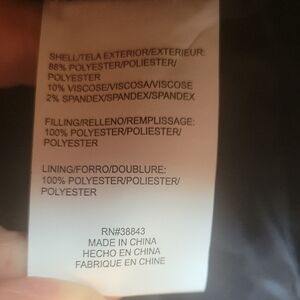 SHELL/TELA EXTERIOR/EXTERIEUR:
88% POLYESTER/POLIESTER/
POLYESTER
10% VISCOSE/VISCOSA/VISCOSE
2% SPANDEX/SPANDEX/SPANDEX
FILLING/RELLENO/REMPLISSAGE:
100% POLYESTER/POLIESTER/
POLYESTER
LINING/FORRO/DOUBLURE:
100% POLYESTER/POLIESTER/
POLYESTER
RN#38843
MADE IN CHINA
HECHO EN CHINA
FABRIQUE EN CHINE